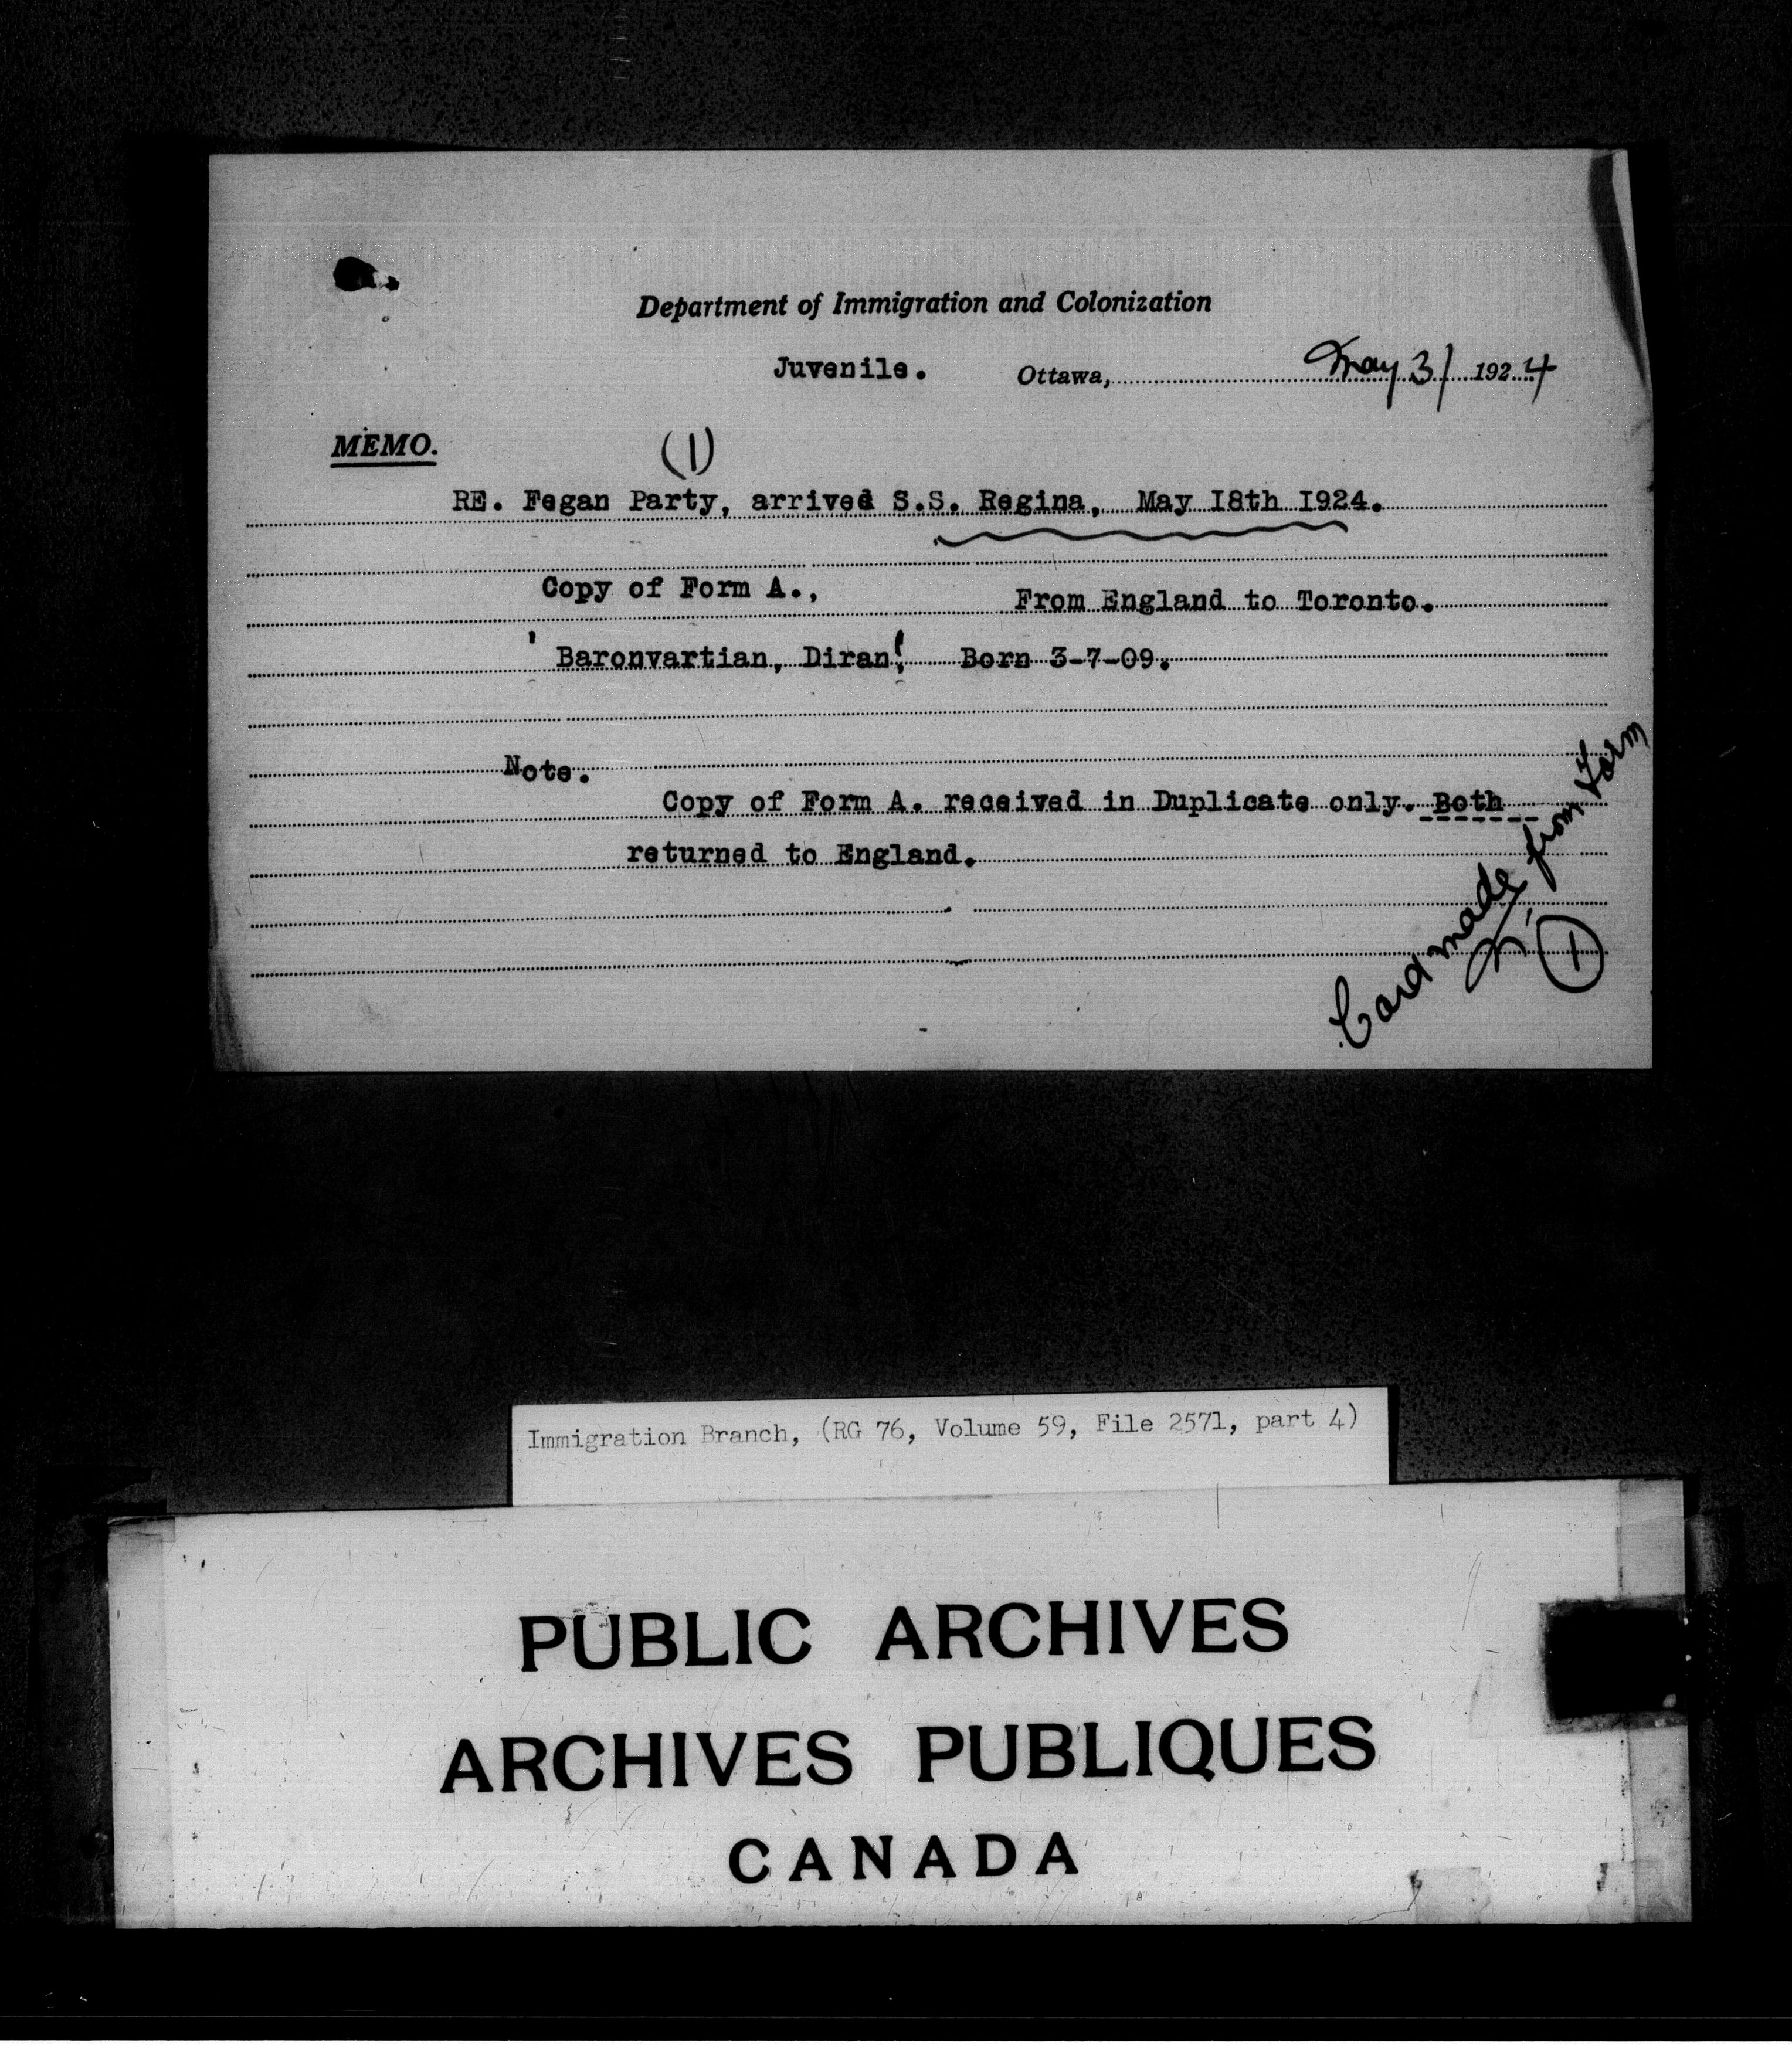 Department of Immigration and Colonization
Juvenile. Ottawa, May 31 1924
MEMO.
(1)
RE. Fegan Party, arrived S.S. Regina, May I8th I924.
Copy of Form A., From England to Toronto.
'Baronvartian, Diran', Born 3-7-09.
Note.
Copy of Form A. received in Duplicate only. Both
returned to England.
Card made from Form
1
Immigration Branch, (RG 76, Volume 59, File 2571, part 4)
PUBLIC ARCHIVES
ARCHIVES PUBLIQUES
CANADA